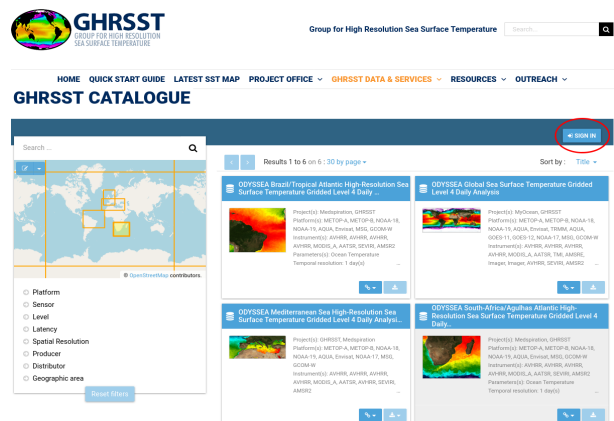 GHRSST
GROUP FOR HIGH RESOLUTION
SEA SURFACE TEMPERATURE
Group for High Resolution Sea Surface Temperature
Search...
HOME QUICK START GUIDE LATEST SST MAP PROJECT OFFICE GHRSST DATA & SERVICES RESOURCES OUTREACH
GHRSST CATALOGUE
SIGN IN
Search ...
Results 1 to 6 on 6 : 30 by page
Sort by : Title
© OpenStreetMap contributors.
Platform
Sensor
Level
Latency
Spatial Resolution
Producer
Distributor
Geographic area
Reset filters
ODYSSEA Brazil/Tropical Atlantic High-Resolution Sea
Surface Temperature Gridded Level 4 Daily ...
Project(s): Medspiration, GHRSST
Platform(s): METOP-A, METOP-B, NOAA-18,
NOAA-19, AQUA, Envisat, MSG, GCOM-W
Instrument(s): AVHRR, AVHRR, AVHRR,
AVHRR, MODIS_A, AATSR, SEVIRI, AMSR2
Parameters(s): Ocean Temperature
Temporal resolution: 1 day(s) ...
ODYSSEA Global Sea Surface Temperature Gridded
Level 4 Daily Analysis
Project(s): MyOcean, GHRSST
Platform(s): METOP-A, METOP-B, NOAA-18,
NOAA-19, AQUA, Envisat, TRMM, AQUA,
GOES-11, GOES-12, NOAA-17, MSG, GCOM-W
Instrument(s): AVHRR, AVHRR, AVHRR,
AVHRR, MODIS_A, AATSR, TMI, AMSRE,
Imager, Imager, AVHRR, SEVIRI, AMSR2 ...
ODYSSEA Mediterranean Sea High-Resolution Sea
Surface Temperature Gridded Level 4 Daily Analysi...
Project(s): GHRSST, Medspiration
Platform(s): METOP-A, METOP-B, NOAA-18,
NOAA-19, AQUA, Envisat, NOAA-17, MSG,
GCOM-W
Instrument(s): AVHRR, AVHRR, AVHRR,
AVHRR, MODIS_A, AATSR, AVHRR, SEVIRI,
AMSR2 ...
ODYSSEA South-Africa/Agulhas Atlantic High-
Resolution Sea Surface Temperature Gridded Level 4
Daily...
Project(s): Medspiration, GHRSST
Platform(s): METOP-A, METOP-B, NOAA-18,
NOAA-19, AQUA, Envisat, MSG, GCOM-W
Instrument(s): AVHRR, AVHRR, AVHRR,
AVHRR, MODIS_A, AATSR, SEVIRI, AMSR2
Parameters(s): Ocean Temperature
Temporal resolution: 1 day(s) ...